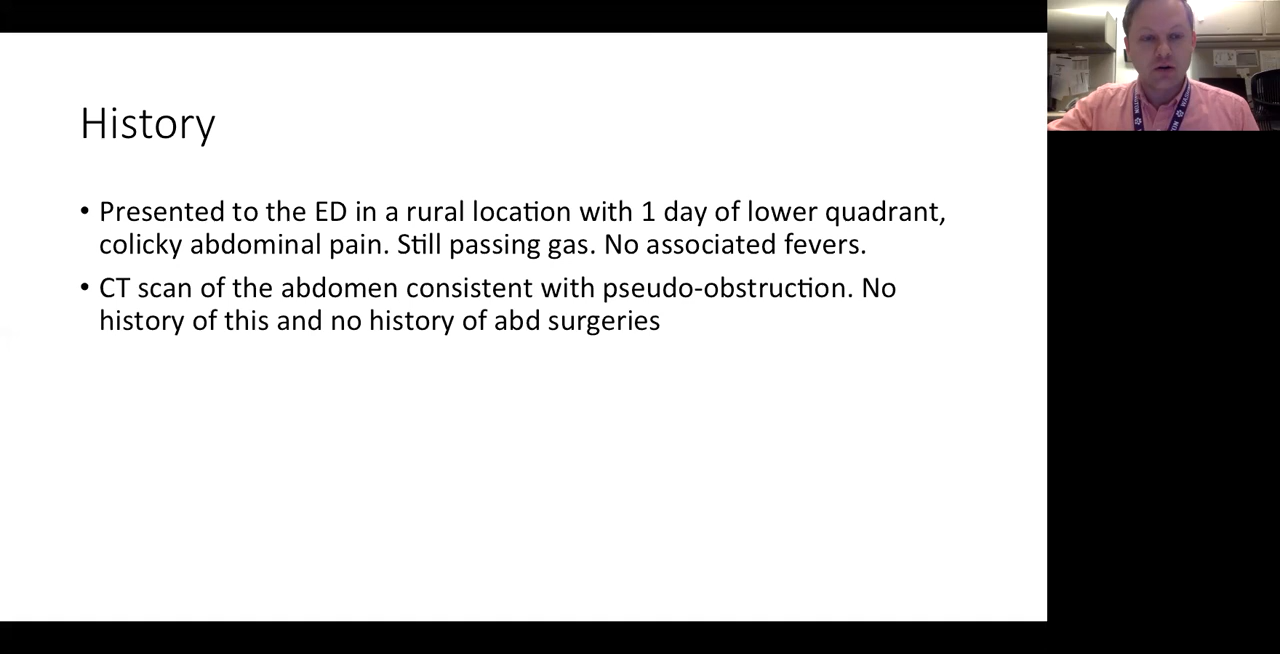 History
• Presented to the ED in a rural location with 1 day of lower quadrant,
colicky abdominal pain. Still passing gas. No associated fevers.
• CT scan of the abdomen consistent with pseudo-obstruction. No
history of this and no history of abd surgeries